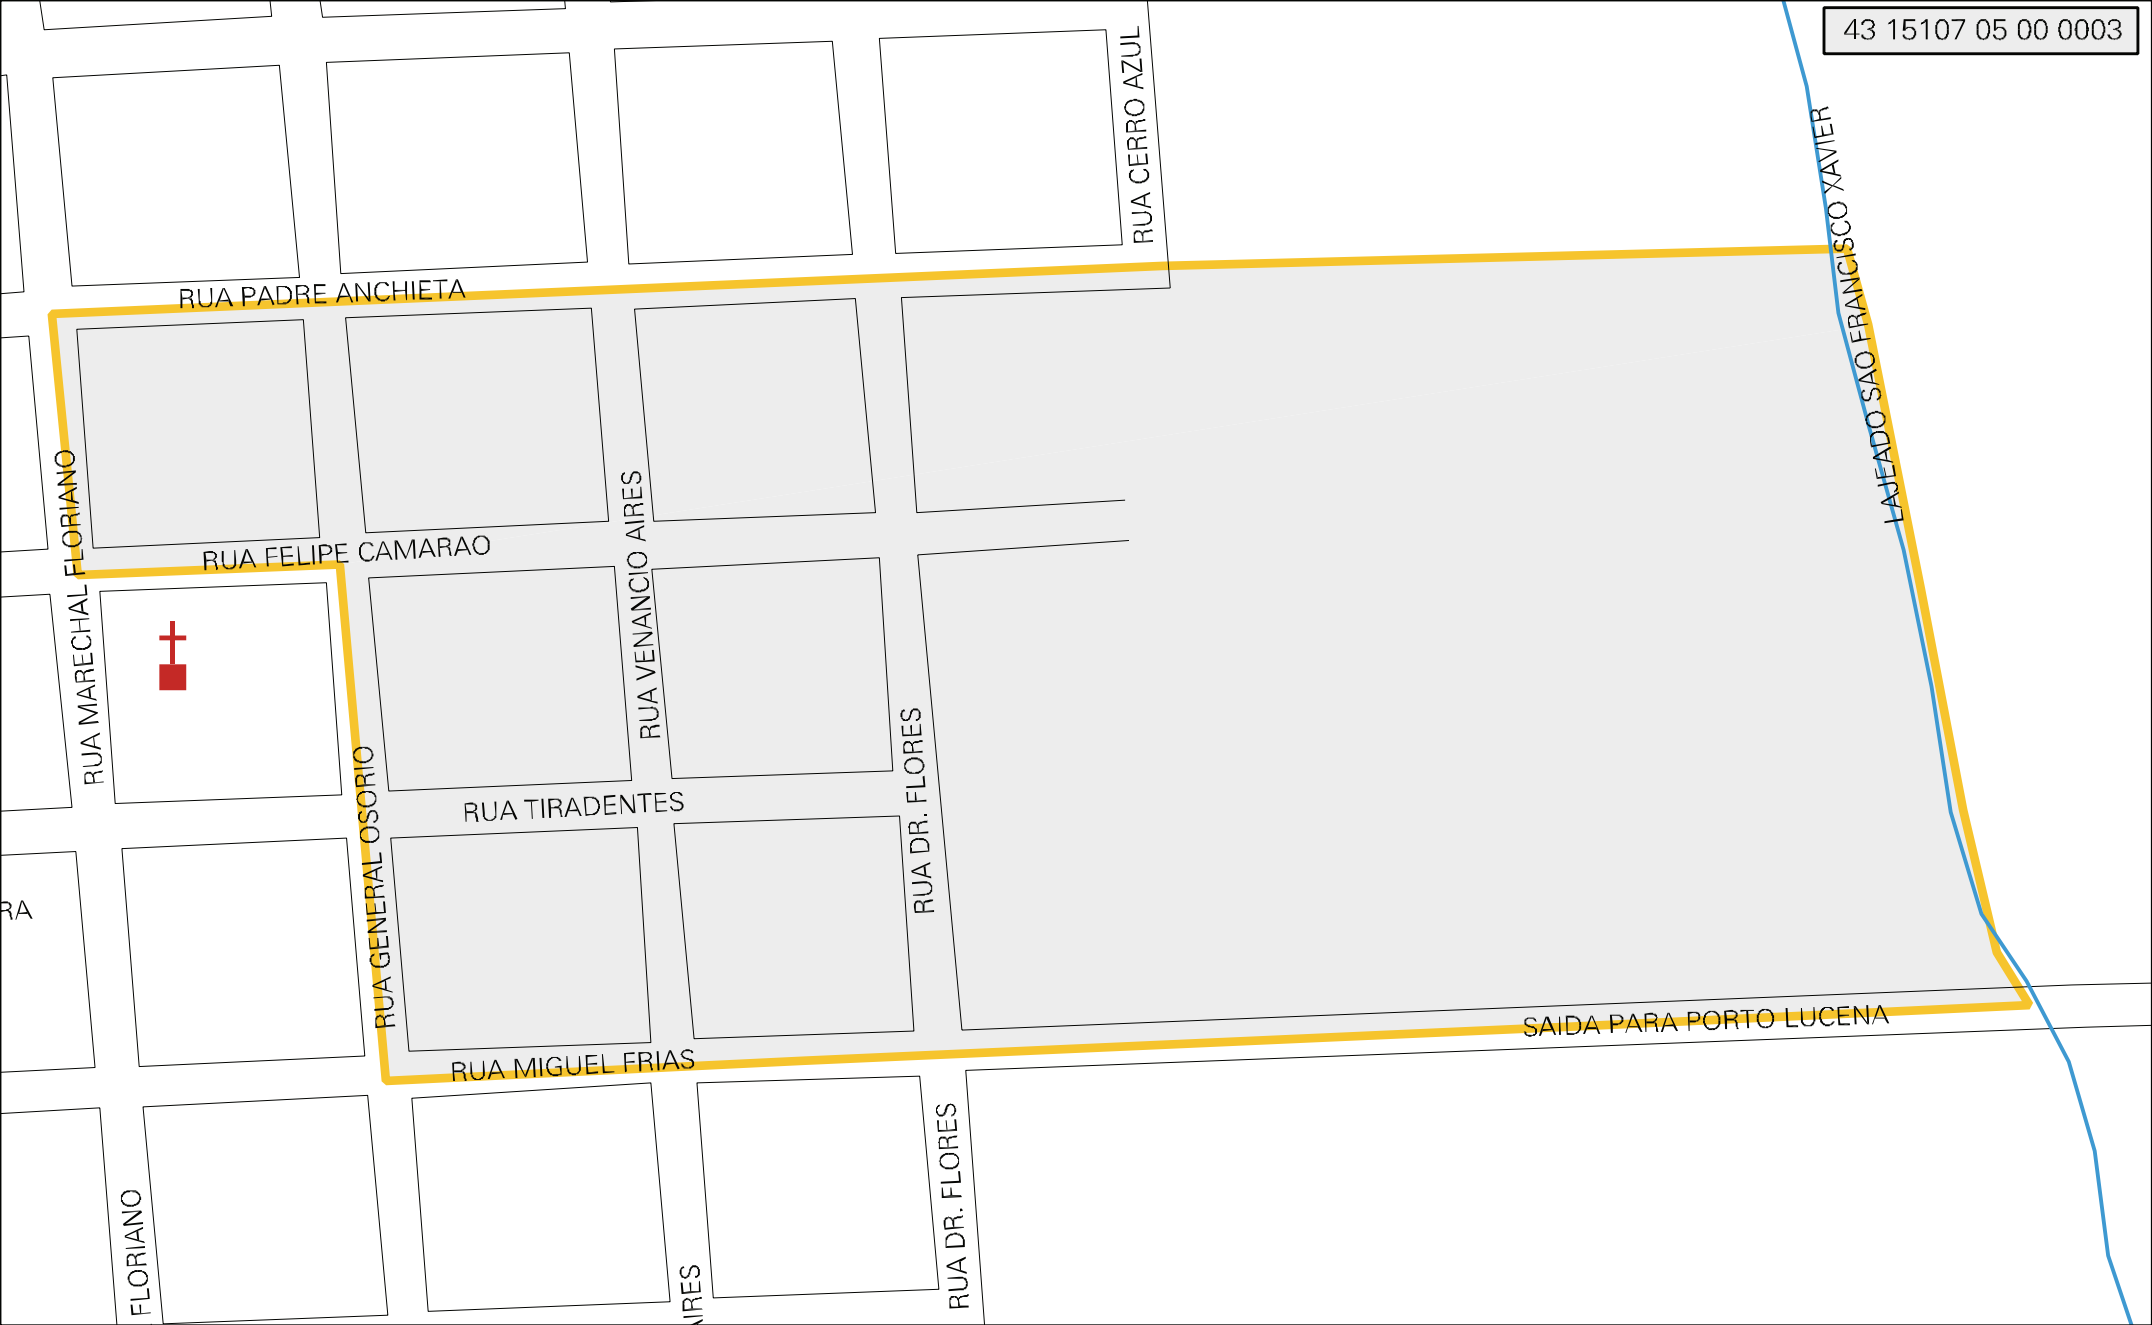 43 15107 05 00 0003
RUA CERRO AZUL
LAJEADO SAO FRANCISCO XAVIER
RUA PADRE ANCHIETA
RUA MARECHAL FLORIANO
RUA FELIPE CAMARAO
RUA VENANCIO AIRES
RUA GENERAL OSORIO
RUA TIRADENTES
RUA DR. FLORES
RA
SAIDA PARA PORTO LUCENA
RUA MIGUEL FRIAS
FLORIANO
AIRES
RUA DR. FLORES